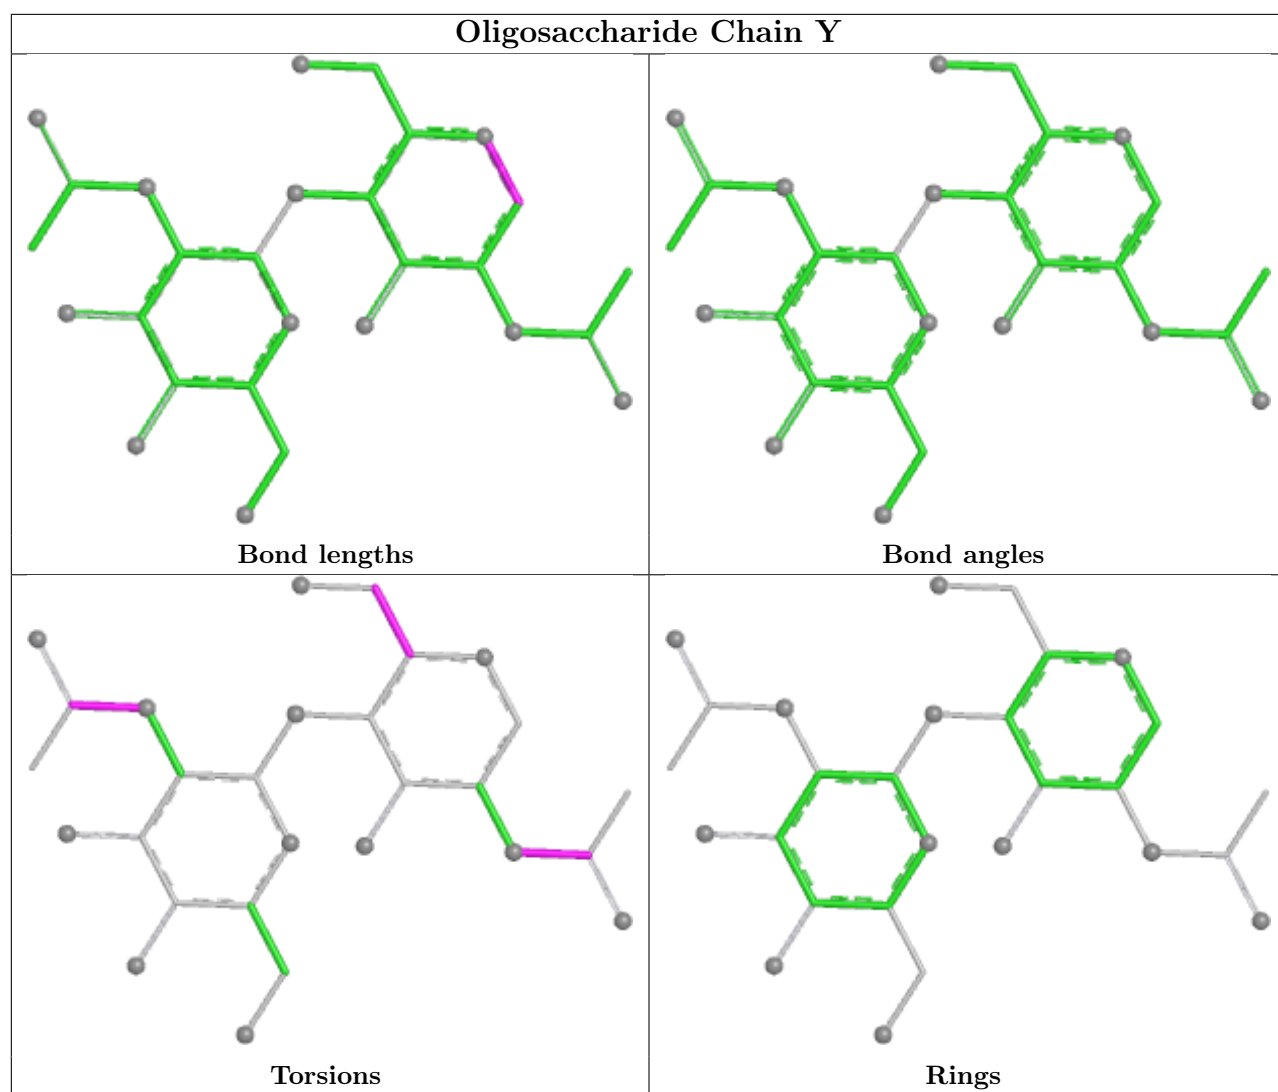 Oligosaccharide Chain Y
Bond lengths
Bond angles
Torsions
Rings